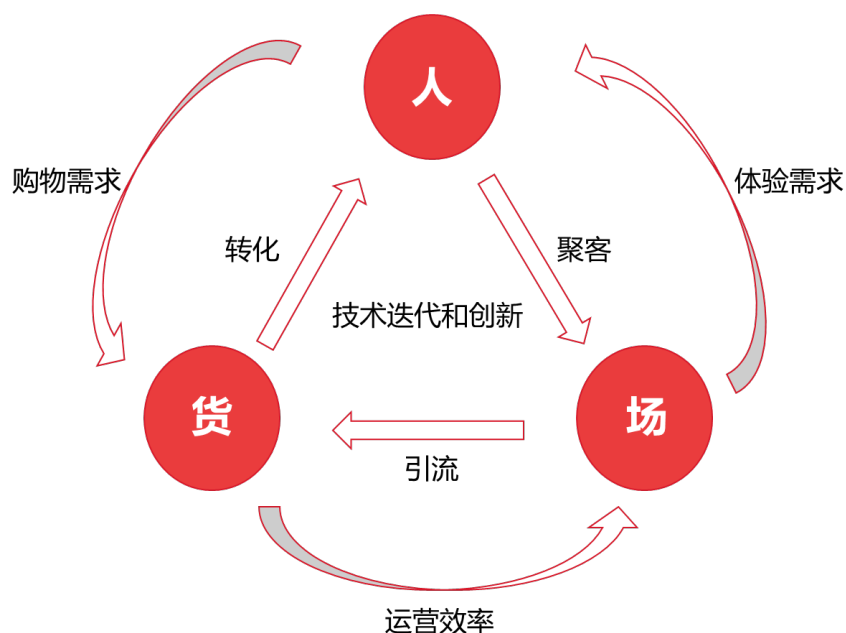 人
购物需求
体验需求
转化
聚客
技术迭代和创新
货
场
引流
运营效率